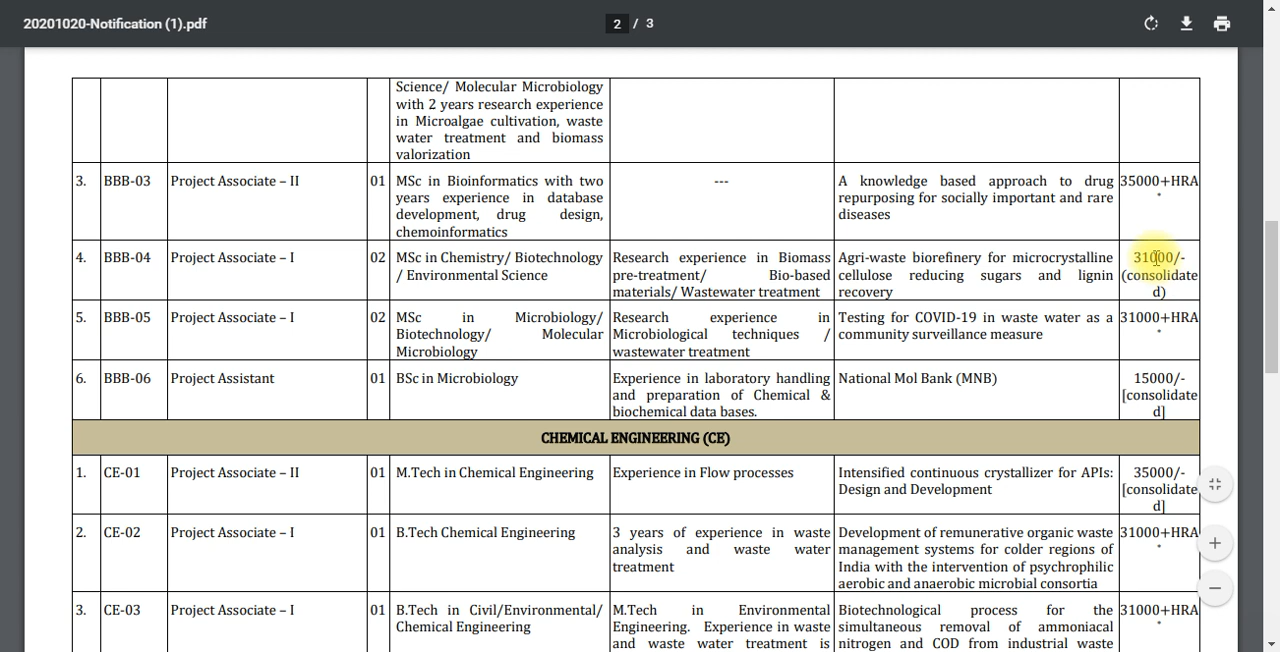 20201020-Notification (1).pdf
2 / 3
Science/ Molecular Microbiology
with 2 years research experience
in Microalgae cultivation, waste
water treatment and biomass
valorization
3. BBB-03 Project Associate – II 01 MSc in Bioinformatics with two --- A knowledge based approach to drug 35000+HRA
years experience in database repurposing for socially important and rare *
development, drug design, diseases
chemoinformatics
4. BBB-04 Project Associate – I 02 MSc in Chemistry/ Biotechnology Research experience in Biomass Agri-waste biorefinery for microcrystalline 31000/-
/ Environmental Science pre-treatment/ Bio-based cellulose reducing sugars and lignin (consolidate
materials/ Wastewater treatment recovery d)
5. BBB-05 Project Associate – I 02 MSc in Microbiology/ Research experience in Testing for COVID-19 in waste water as a 31000+HRA
Biotechnology/ Molecular Microbiological techniques / community surveillance measure *
Microbiology wastewater treatment
6. BBB-06 Project Assistant 01 BSc in Microbiology Experience in laboratory handling National Mol Bank (MNB) 15000/-
and preparation of Chemical & [consolidate
biochemical data bases. d]
CHEMICAL ENGINEERING (CE)
1. CE-01 Project Associate – II 01 M.Tech in Chemical Engineering Experience in Flow processes Intensified continuous crystallizer for APIs: 35000/-
Design and Development [consolidate
d]
2. CE-02 Project Associate – I 01 B.Tech Chemical Engineering 3 years of experience in waste Development of remunerative organic waste 31000+HRA
analysis and waste water management systems for colder regions of *
treatment India with the intervention of psychrophilic
aerobic and anaerobic microbial consortia
3. CE-03 Project Associate – I 01 B.Tech in Civil/Environmental/ M.Tech in Environmental Biotechnological process for the 31000+HRA
Chemical Engineering Engineering. Experience in waste simultaneous removal of ammoniacal *
and waste water treatment is nitrogen and COD from industrial waste